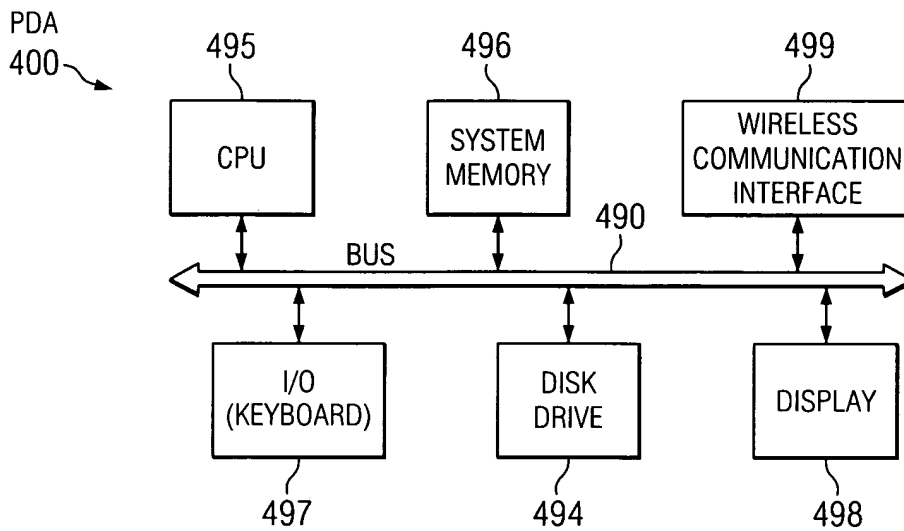 PDA
400
495
496
499
CPU
SYSTEM
MEMORY
WIRELESS
COMMUNICATION
INTERFACE
BUS
490
I/O
(KEYBOARD)
DISK
DRIVE
DISPLAY
497
494
498